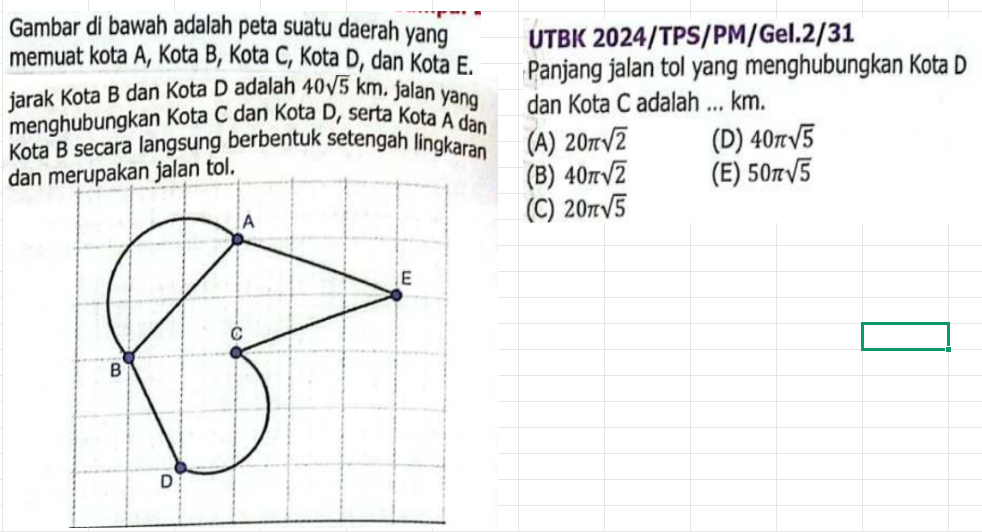 Gambar di bawah adalah peta suatu daerah yang
memuat kota A, Kota B, Kota C, Kota D, dan Kota E.
jarak Kota B dan Kota D adalah 40√5 km. jalan yang
menghubungkan Kota C dan Kota D, serta Kota A dan
Kota B secara langsung berbentuk setengah lingkaran
dan merupakan jalan tol.
A
E
C
B
D
UTBK 2024/TPS/PM/Gel.2/31
Panjang jalan tol yang menghubungkan Kota D
dan Kota C adalah ... km.
(A) 20π√2 (D) 40π√5
(B) 40π√2 (E) 50π√5
(C) 20π√5